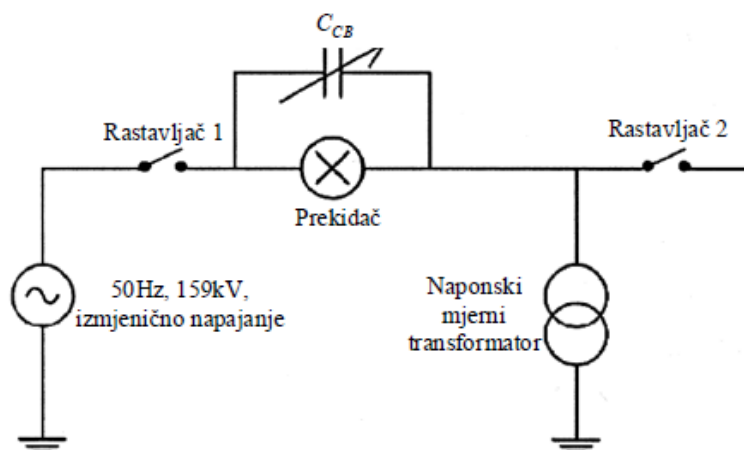 C_CB
Rastavljač 1
Rastavljač 2
Prekidač
50Hz, 159kV,
izmjenično napajanje
Naponski
mjerni
transformator